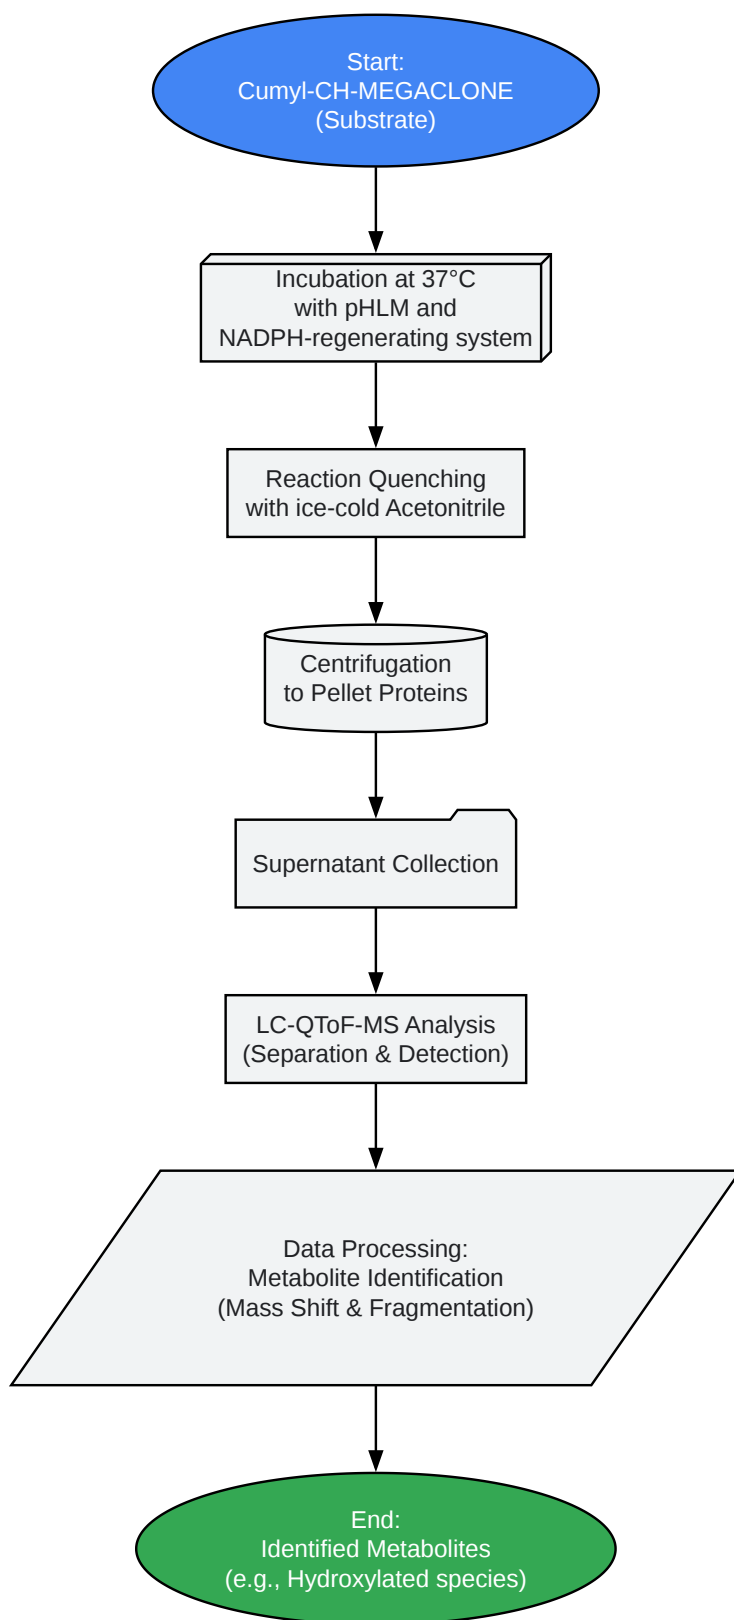 Start:
Cumyl-CH-MEGACLONE
(Substrate)
Incubation at 37°C
with pHLM and
NADPH-regenerating system
Reaction Quenching
with ice-cold Acetonitrile
Centrifugation
to Pellet Proteins
Supernatant Collection
LC-QToF-MS Analysis
(Separation & Detection)
Data Processing:
Metabolite Identification
(Mass Shift & Fragmentation)
End:
Identified Metabolites
(e.g., Hydroxylated species)